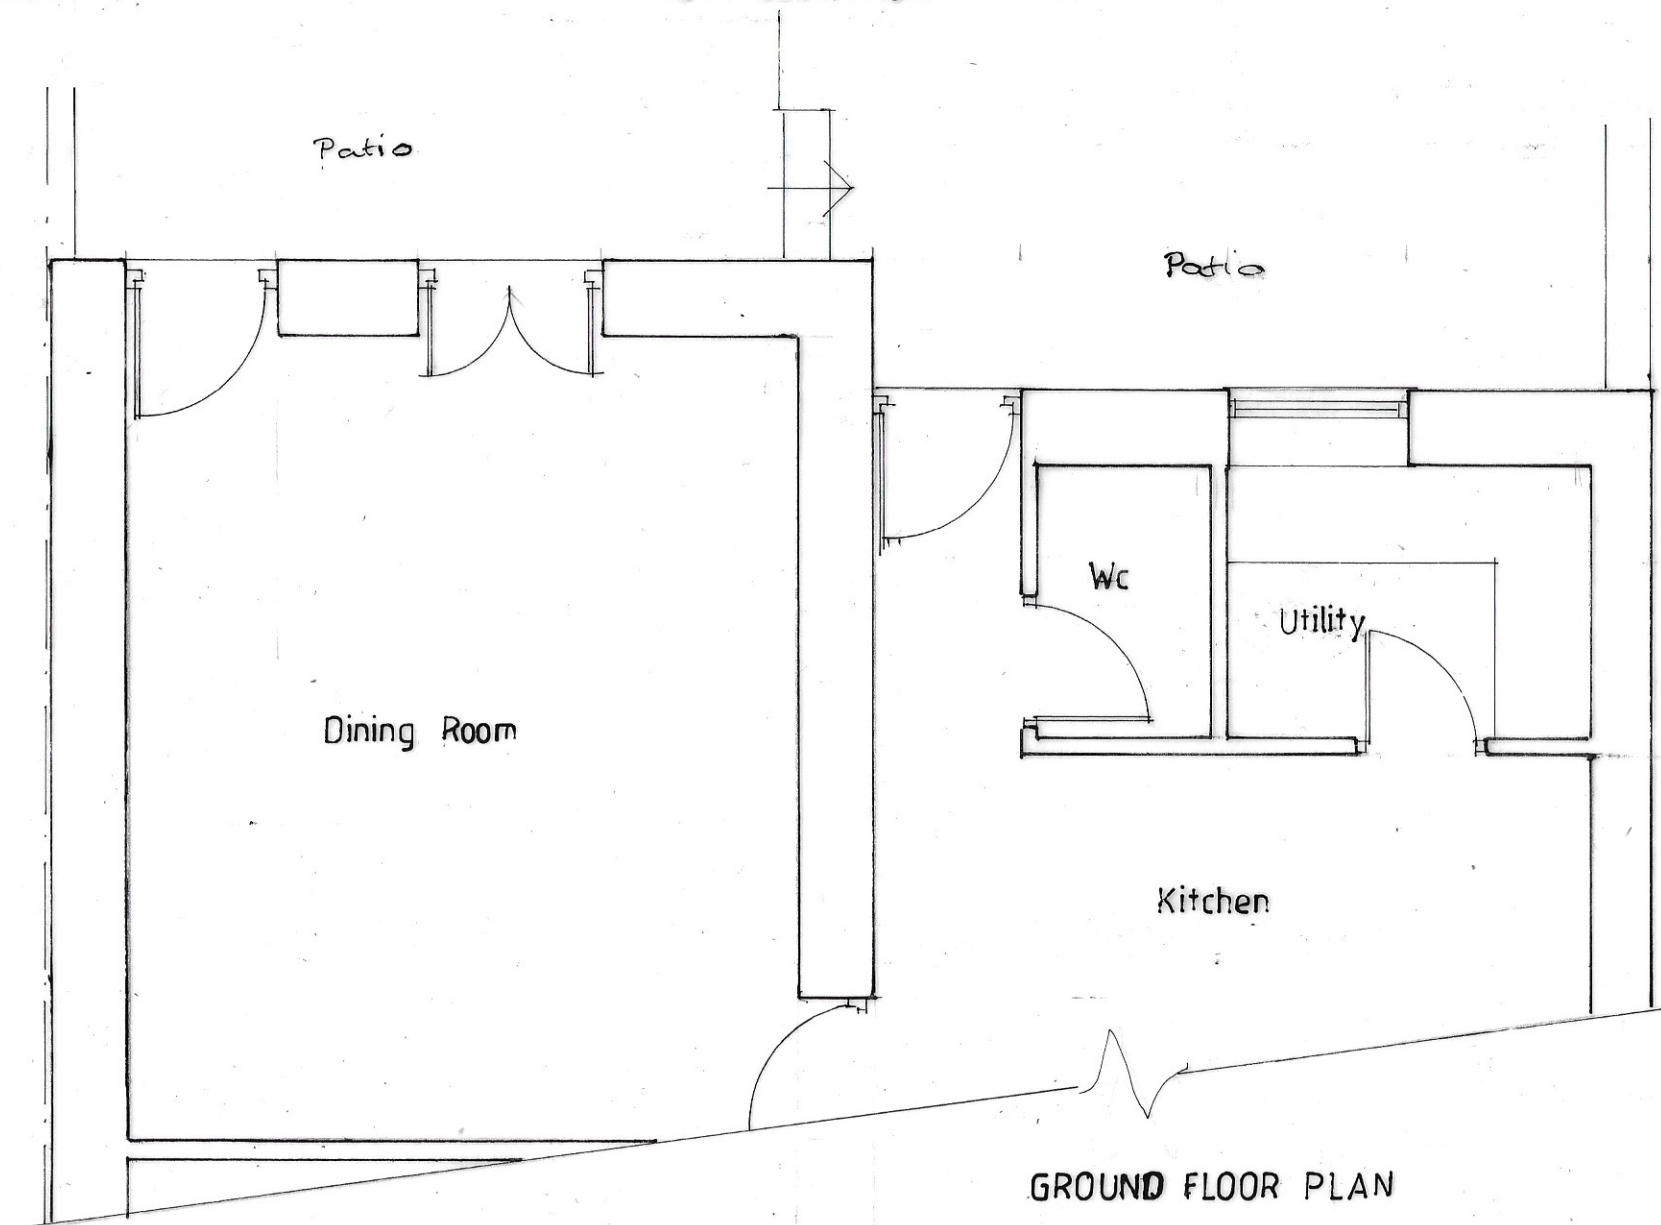 Patio
Patio
Wc
Utility
Dining Room
Kitchen
GROUND FLOOR PLAN